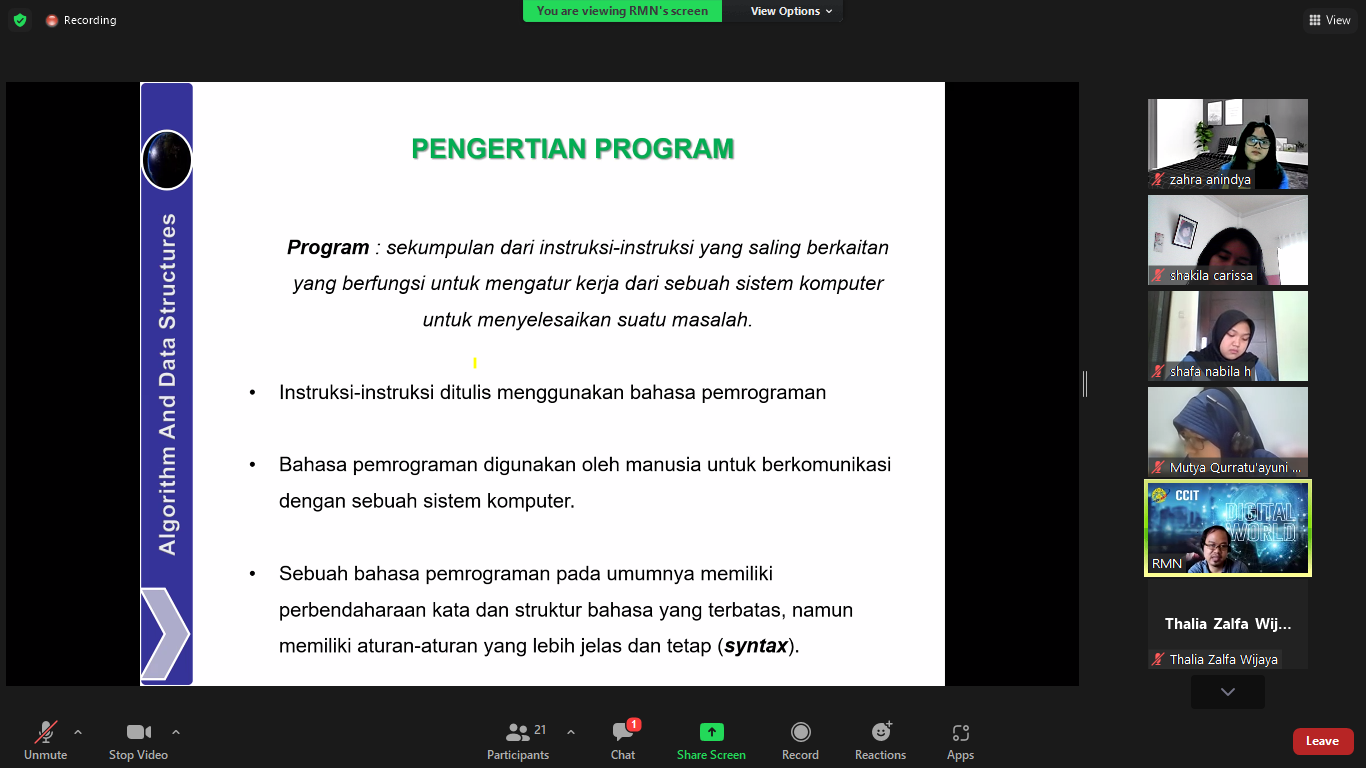 Recording
You are viewing RMN's screen
View Options
View
PENGERTIAN PROGRAM
Program : sekumpulan dari instruksi-instruksi yang saling berkaitan
yang berfungsi untuk mengatur kerja dari sebuah sistem komputer
untuk menyelesaikan suatu masalah.
• Instruksi-instruksi ditulis menggunakan bahasa pemrograman
• Bahasa pemrograman digunakan oleh manusia untuk berkomunikasi
dengan sebuah sistem komputer.
• Sebuah bahasa pemrograman pada umumnya memiliki
perbendaharaan kata dan struktur bahasa yang terbatas, namun
memiliki aturan-aturan yang lebih jelas dan tetap (syntax).
Algorithm And Data Structures
zahra anindya
shakila carissa
shafa nabila h
Mutya Qurratu'ayuni ...
CCIT
DIGITAL
WORLD
RMN
Thalia Zalfa Wij...
Thalia Zalfa Wijaya
Unmute
Stop Video
21
Participants
1
Chat
Share Screen
Record
Reactions
Apps
Leave